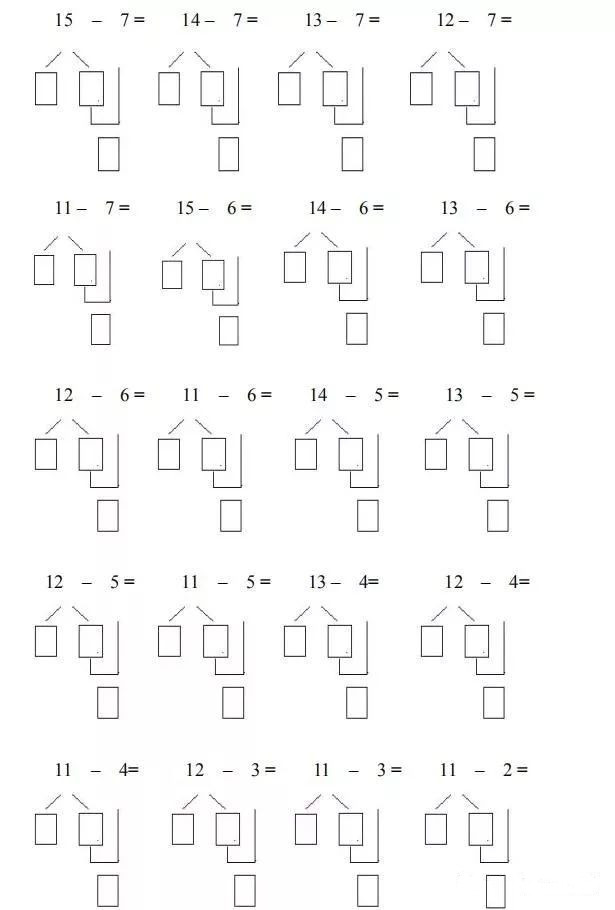 15 – 7 = 14 – 7 = 13 – 7 = 12 – 7 =
11 – 7 = 15 – 6 = 14 – 6 = 13 – 6 =
12 – 6 = 11 – 6 = 14 – 5 = 13 – 5 =
12 – 5 = 11 – 5 = 13 – 4= 12 – 4=
11 – 4= 12 – 3 = 11 – 3 = 11 – 2 =